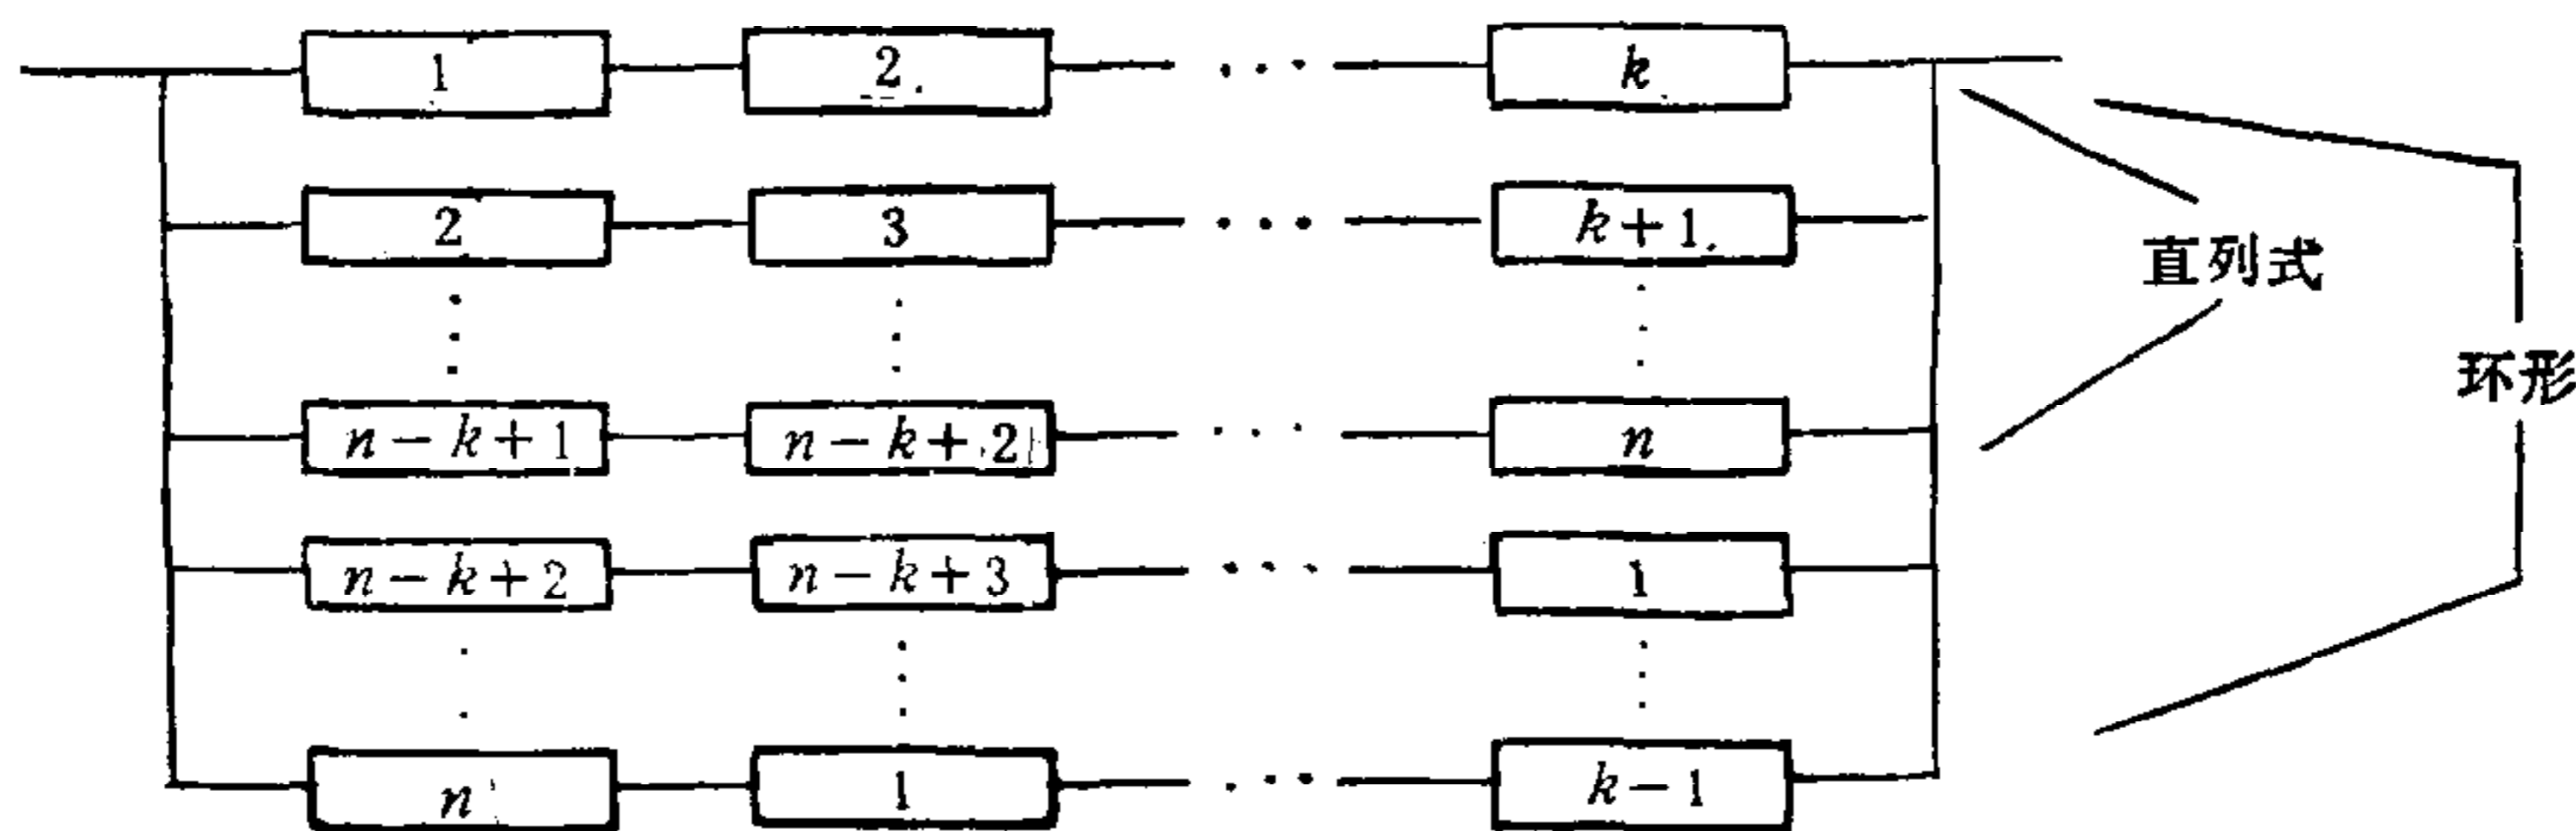 1 2 ... k
2 3 ... k+1
直列式
环形
n-k+1 n-k+2 ... n
n-k+2 n-k+3 ... 1
n 1 ... k-1